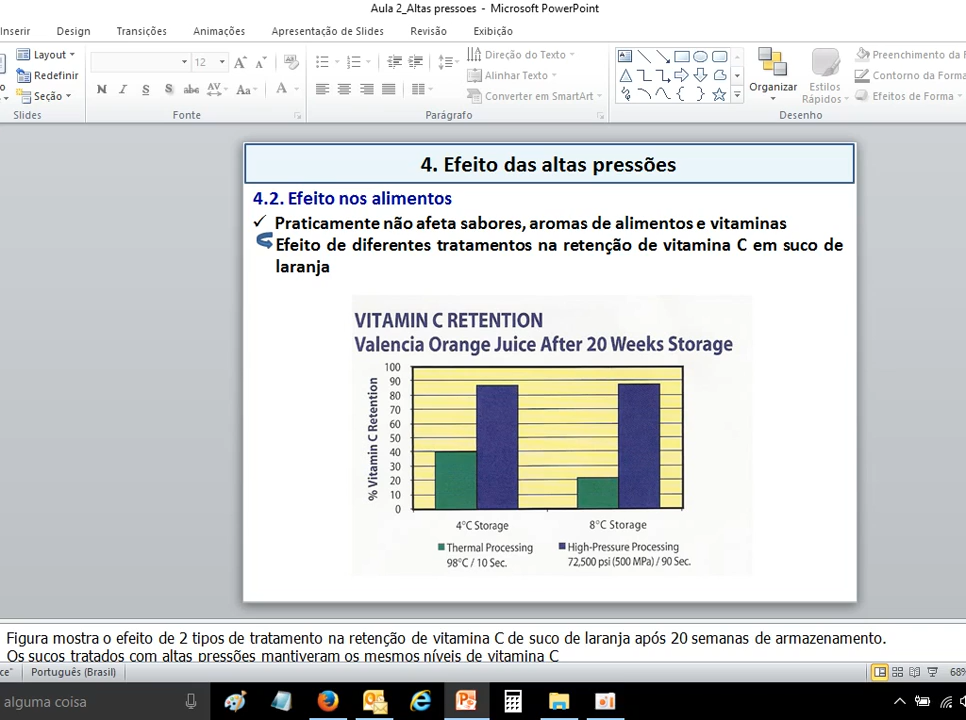 Aula 2_Altas pressoes - Microsoft PowerPoint
Inserir Design Transições Animações Apresentação de Slides Revisão Exibição
Layout
Redefinir
Seção
Slides
12
N I S S abc AV Aa A
Fonte
Direção do Texto
Alinhar Texto
Converter em SmartArt
Parágrafo
Organizar
Estilos
Rápidos
Preenchimento da F
Contorno da Forma
Efeitos de Forma
Desenho
4. Efeito das altas pressões
4.2. Efeito nos alimentos
✓ Praticamente não afeta sabores, aromas de alimentos e vitaminas
Efeito de diferentes tratamentos na retenção de vitamina C em suco de
laranja
VITAMIN C RETENTION
Valencia Orange Juice After 20 Weeks Storage
% Vitamin C Retention
100
90
80
70
60
50
40
30
20
10
0
4°C Storage 8°C Storage
Thermal Processing
98°C / 10 Sec.
High-Pressure Processing
72,500 psi (500 MPa) / 90 Sec.
Figura mostra o efeito de 2 tipos de tratamento na retenção de vitamina C de suco de laranja após 20 semanas de armazenamento.
Os sucos tratados com altas pressões mantiveram os mesmos níveis de vitamina C
ce" Português (Brasil) 68%
alguma coisa